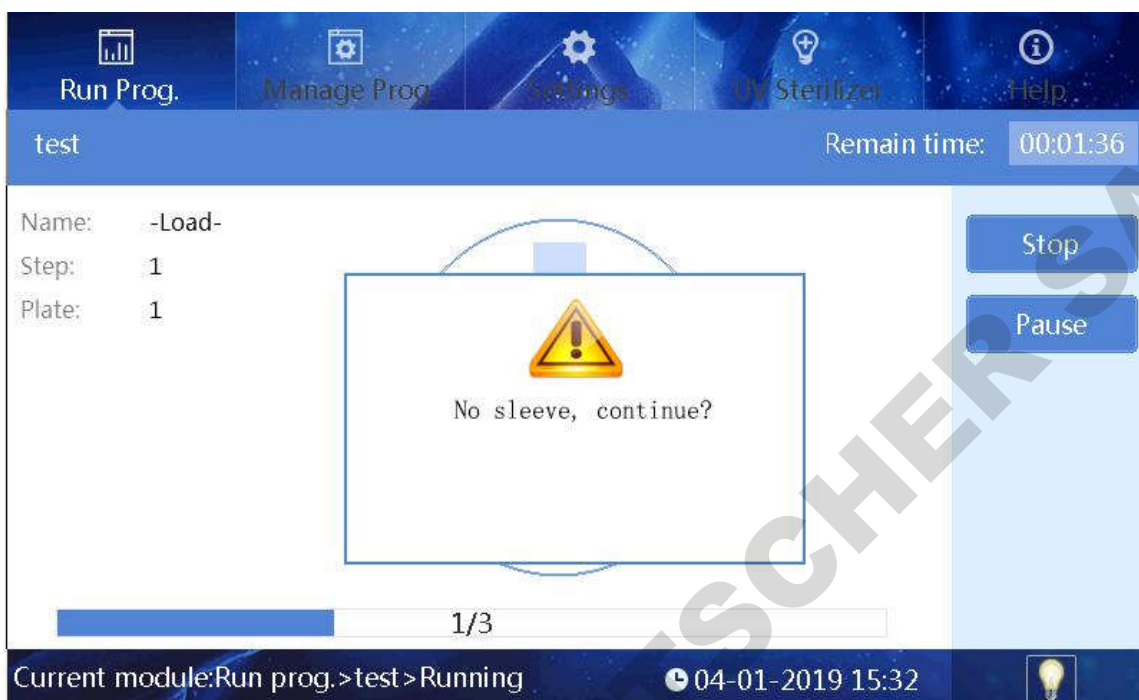 Run Prog.
Manage Prog.
Settings
UV Sterilizer
Help
test
Remain time: 00:01:36
Name: -Load-
Step: 1
Plate: 1
Stop
Pause
No sleeve, continue?
1/3
Current module:Run prog.>test>Running
04-01-2019 15:32